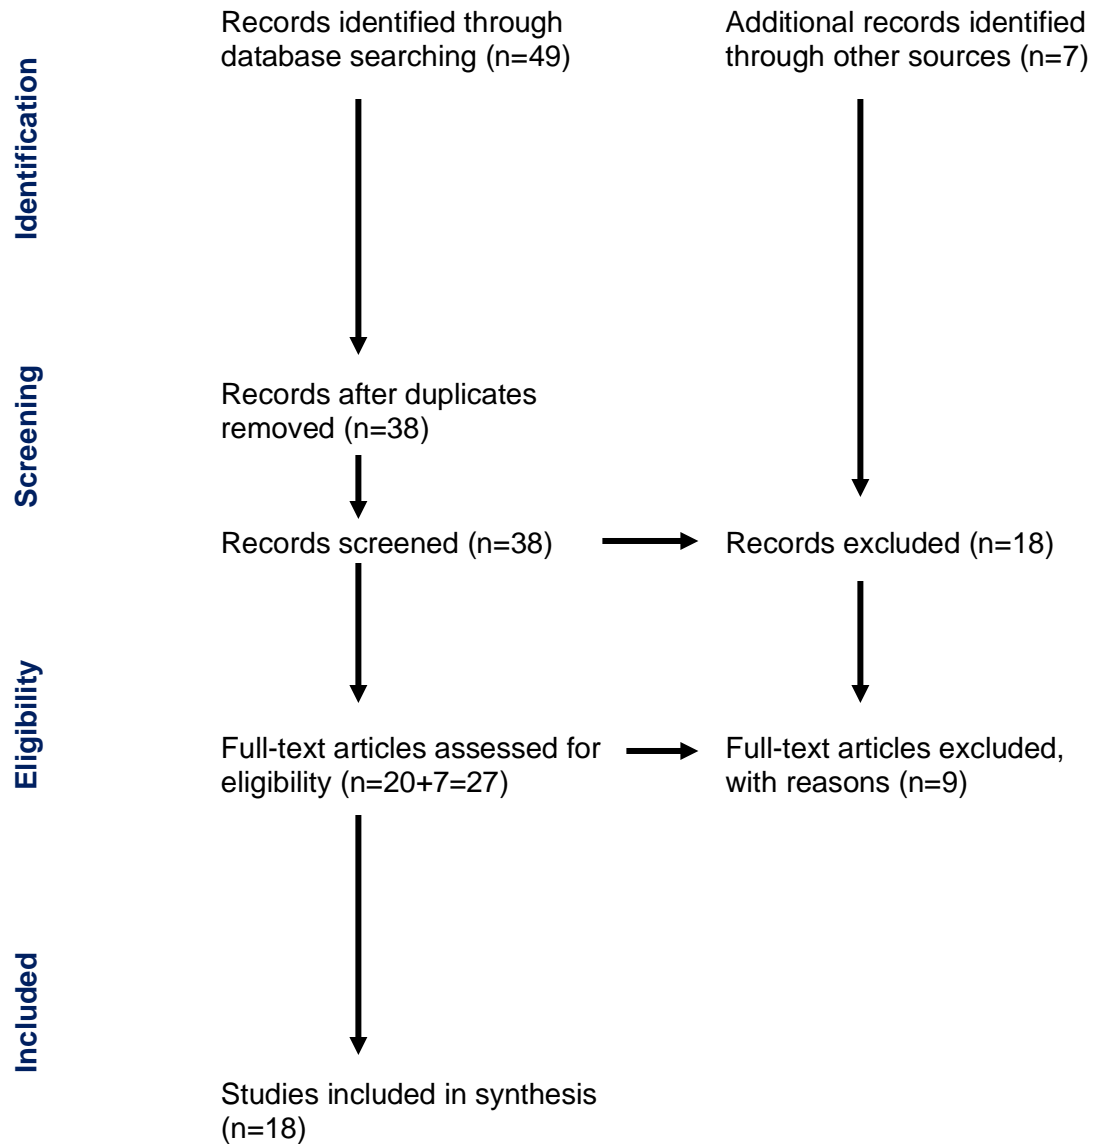 Identification
Records identified through
database searching (n=49)
Additional records identified
through other sources (n=7)
Screening
Records after duplicates
removed (n=38)
Records screened (n=38)
Records excluded (n=18)
Eligibility
Full-text articles assessed for
eligibility (n=20+7=27)
Full-text articles excluded,
with reasons (n=9)
Included
Studies included in synthesis
(n=18)